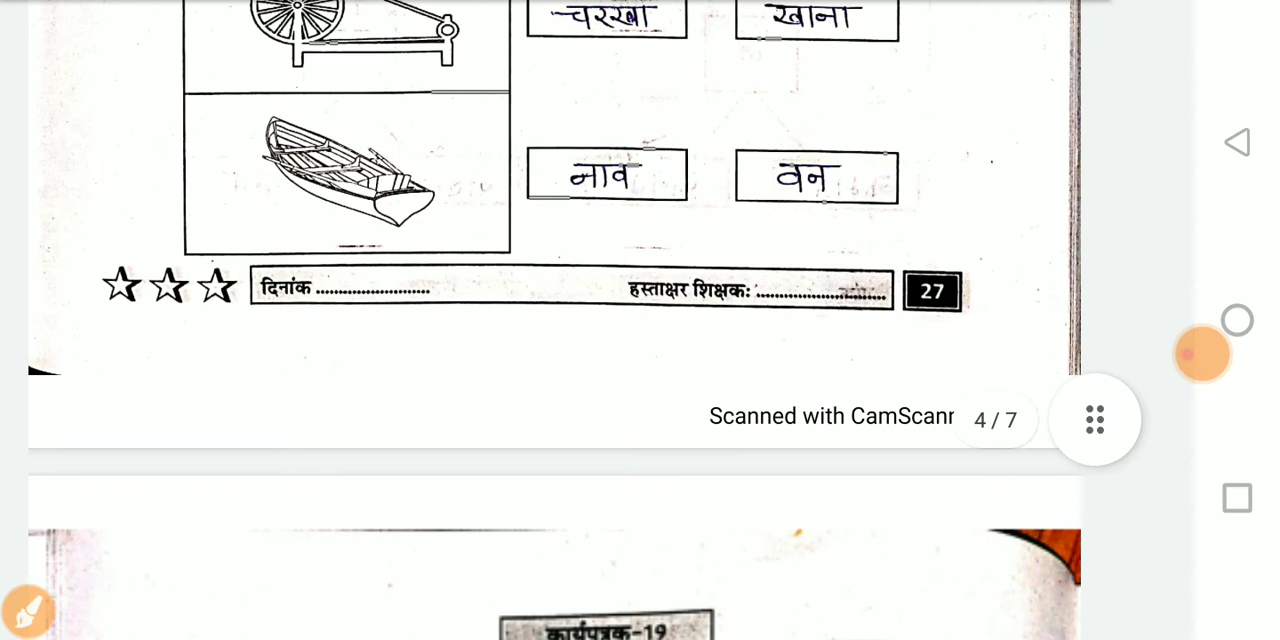 चरखा खाना
नाव वन
दिनांक ......................... हस्ताक्षर शिक्षक: ............................ 27
Scanned with CamScanr
4 / 7
कार्यपत्रक-19